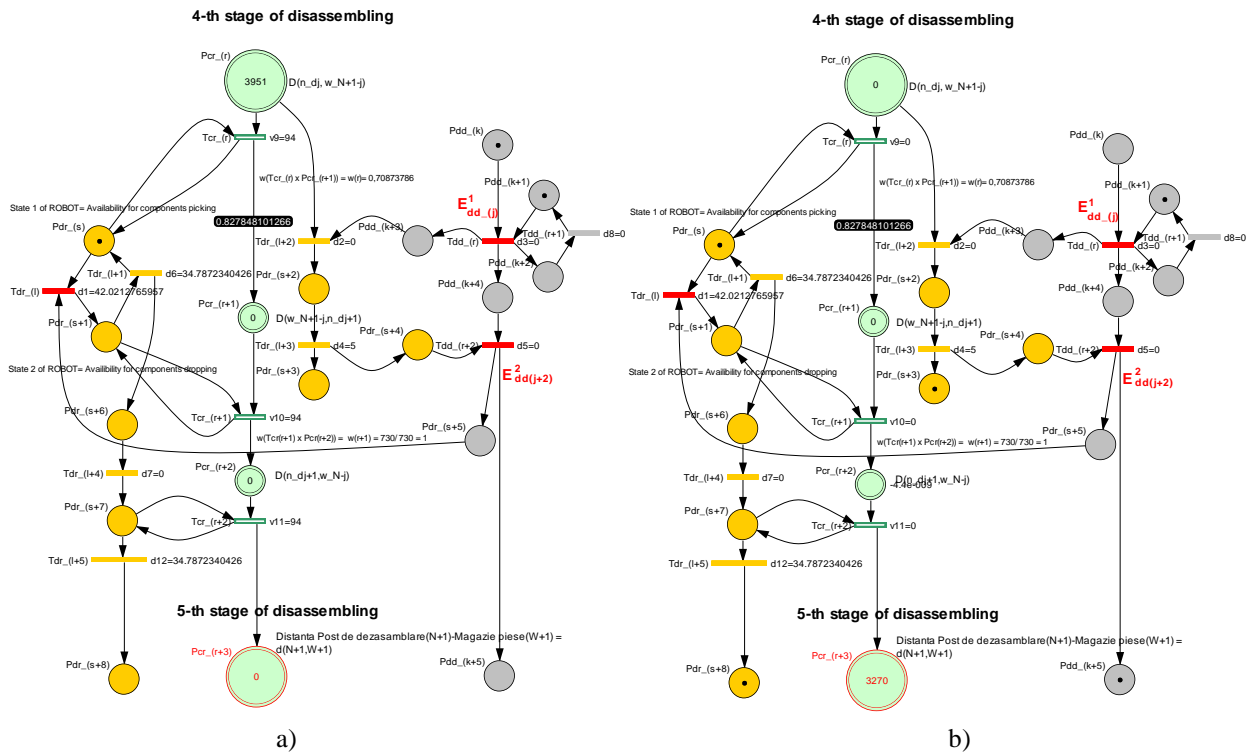 4-th stage of disassembling
Pcr_(r)
3951
D(n_dj, w_N+1-j)
Tcr_(r)
v9=94
Pdd_(k)
w(Tcr_(r) x Pcr_(r+1)) = w(r)= 0,70873786
Pdd_(k+1)
State 1 of ROBOT= Availability for components picking
E1dd_(j)
Pdr_(s)
0.827848101266
Pdd_(k+3)
Tdd_(r+1)
d8=0
Tdr_(l+2)
d2=0
Tdd_(r)
d3=0
Pdd_(k+2)
Tdr_(l+1)
d6=34.7872340426
Pdr_(s+2)
Pdd_(k+4)
Tdr_(l)
d1=42.0212765957
Pcr_(r+1)
0
D(w_N+1-j,n_dj+1)
Pdr_(s+1)
Pdr_(s+4)
Tdr_(l+3)
d4=5
Tdd_(r+2)
d5=0
State 2 of ROBOT= Availibility for components dropping
Pdr_(s+3)
E2dd(j+2)
Pdr_(s+6)
Tcr_(r+1)
v10=94
Pdr_(s+5)
w(Tcr(r+1) x Pcr(r+2)) = w(r+1) = 730/ 730 = 1
Pcr_(r+2)
0
D(n_dj+1,w_N-j)
Tdr_(l+4)
d7=0
Pdr_(s+7)
Tcr_(r+2)
v11=94
Tdr_(l+5)
d12=34.7872340426
5-th stage of disassembling
Distanta Post de dezasamblare(N+1)-Magazie piese(W+1) =
d(N+1,W+1)
Pcr_(r+3)
0
Pdr_(s+8)
Pdd_(k+5)
a)
4-th stage of disassembling
Pcr_(r)
0
D(n_dj, w_N+1-j)
Tcr_(r)
v9=0
Pdd_(k)
w(Tcr_(r) x Pcr_(r+1)) = w(r)= 0,70873786
Pdd_(k+1)
State 1 of ROBOT= Availability for components picking
E1dd_(j)
Pdr_(s)
0.827848101266
Pdd_(k+3)
Tdd_(r+1)
d8=0
Tdr_(l+2)
d2=0
Tdd_(r)
d3=0
Pdd_(k+2)
Tdr_(l+1)
d6=34.7872340426
Pdr_(s+2)
Pdd_(k+4)
Tdr_(l)
d1=42.0212765957
Pcr_(r+1)
0
D(w_N+1-j,n_dj+1)
Pdr_(s+1)
Pdr_(s+4)
Tdr_(l+3)
d4=5
Tdd_(r+2)
d5=0
State 2 of ROBOT= Availibility for components dropping
Pdr_(s+3)
E2dd(j+2)
Pdr_(s+6)
Tcr_(r+1)
v10=0
Pdr_(s+5)
w(Tcr(r+1) x Pcr(r+2)) = w(r+1) = 730/ 730 = 1
Pcr_(r+2)
D(n_dj+1,w_N-j)
-4.4e-009
Tdr_(l+4)
d7=0
Pdr_(s+7)
Tcr_(r+2)
v11=0
Tdr_(l+5)
d12=34.7872340426
5-th stage of disassembling
Distanta Post de dezasamblare(N+1)-Magazie piese(W+1) =
d(N+1,W+1)
Pcr_(r+3)
3270
Pdr_(s+8)
Pdd_(k+5)
b)